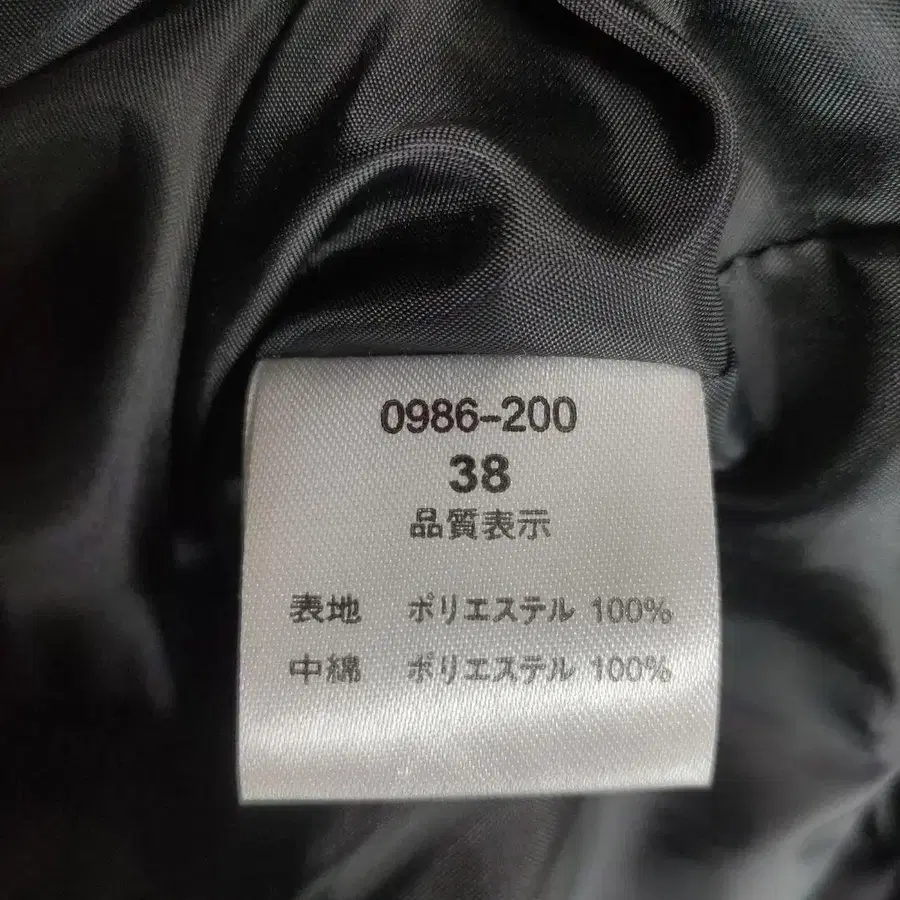 0986-200
38
品質表示
表地 ポリエステル 100%
中綿 ポリエステル 100%